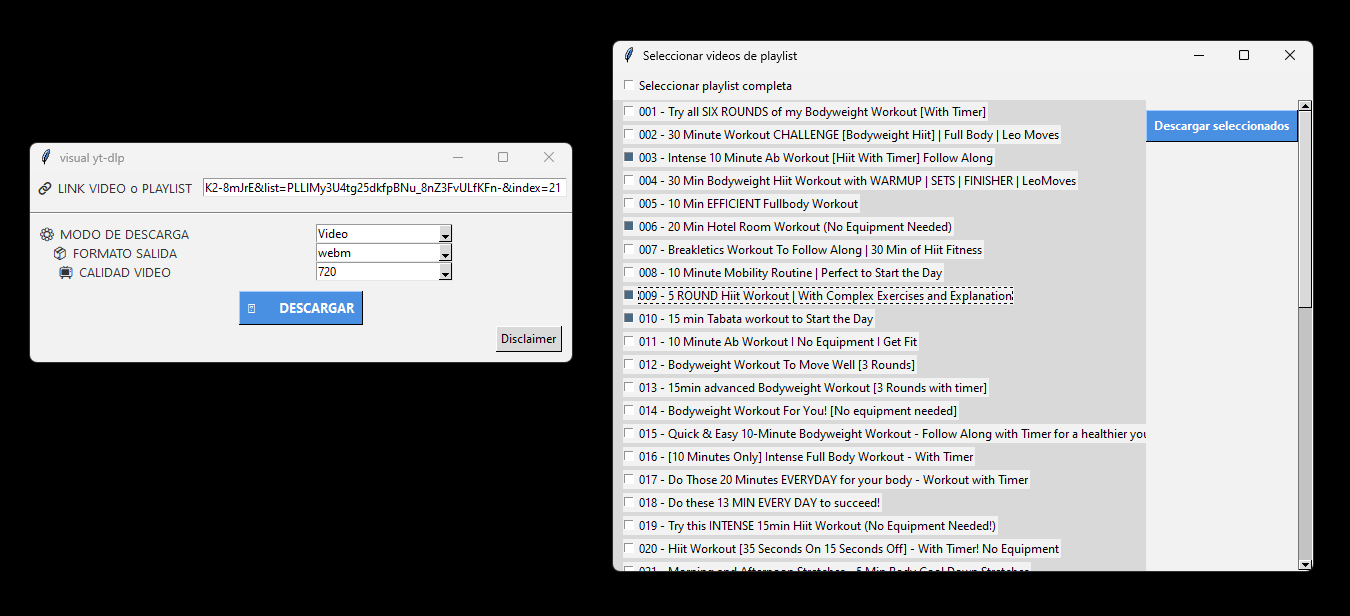 visual yt-dlp
LINK VIDEO o PLAYLIST
K2-8mJrE&list=PLLIMy3U4tg25dkfpBNu_8nZ3FvULfKFn-&index=21
MODO DE DESCARGA
Video
FORMATO SALIDA
webm
CALIDAD VIDEO
720
DESCARGAR
Disclaimer
Seleccionar videos de playlist
Seleccionar playlist completa
001 - Try all SIX ROUNDS of my Bodyweight Workout [With Timer]
002 - 30 Minute Workout CHALLENGE [Bodyweight Hiit] | Full Body | Leo Moves
003 - Intense 10 Minute Ab Workout [Hiit With Timer] Follow Along
004 - 30 Min Bodyweight Hiit Workout with WARMUP | SETS | FINISHER | LeoMoves
005 - 10 Min EFFICIENT Fullbody Workout
006 - 20 Min Hotel Room Workout (No Equipment Needed)
007 - Breakletics Workout To Follow Along | 30 Min of Hiit Fitness
008 - 10 Minute Mobility Routine | Perfect to Start the Day
009 - 5 ROUND Hiit Workout | With Complex Exercises and Explanation
010 - 15 min Tabata workout to Start the Day
011 - 10 Minute Ab Workout l No Equipment l Get Fit
012 - Bodyweight Workout To Move Well [3 Rounds]
013 - 15min advanced Bodyweight Workout [3 Rounds with timer]
014 - Bodyweight Workout For You! [No equipment needed]
015 - Quick & Easy 10-Minute Bodyweight Workout - Follow Along with Timer for a healthier you
016 - [10 Minutes Only] Intense Full Body Workout - With Timer
017 - Do Those 20 Minutes EVERYDAY for your body - Workout with Timer
018 - Do these 13 MIN EVERY DAY to succeed!
019 - Try this INTENSE 15min Hiit Workout (No Equipment Needed!)
020 - Hiit Workout [35 Seconds On 15 Seconds Off] - With Timer! No Equipment
021 - Morning and Afternoon Stretches - 5 Min Body Cool Down Stretches
Descargar seleccionados